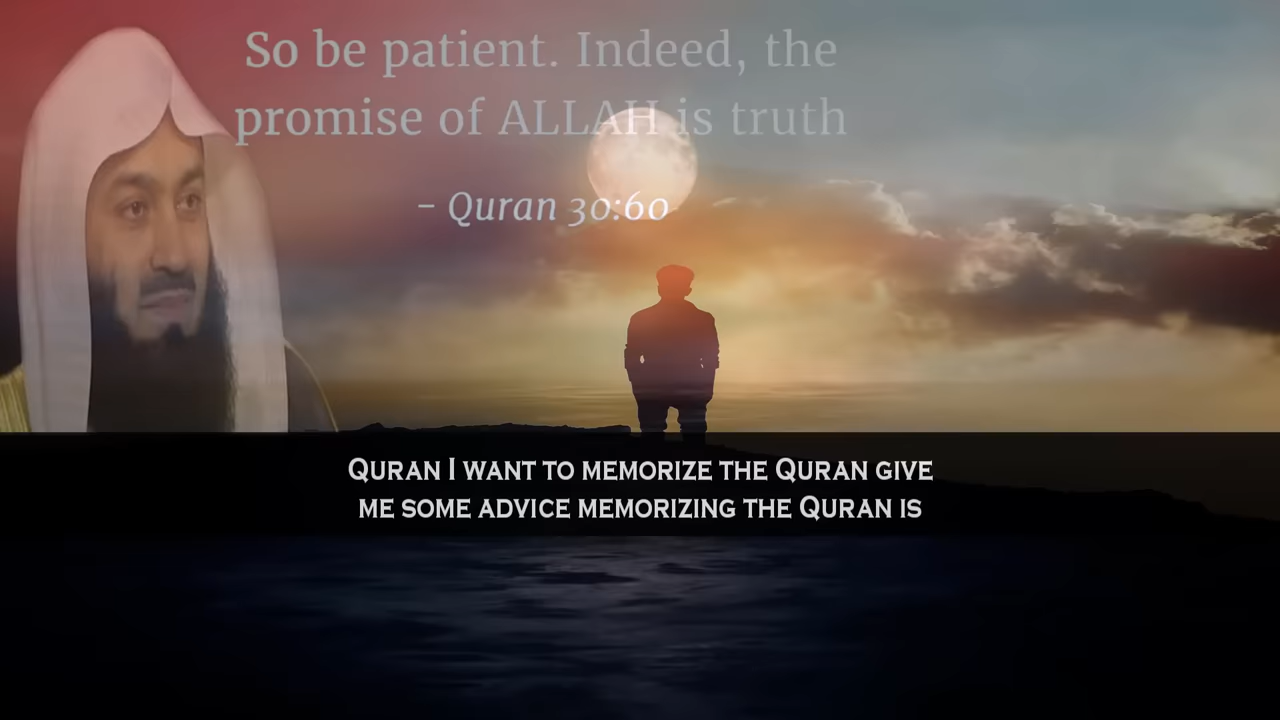 So be patient. Indeed, the
promise of ALLAH is truth
– Quran 30:60
QURAN I WANT TO MEMORIZE THE QURAN GIVE
ME SOME ADVICE MEMORIZING THE QURAN IS